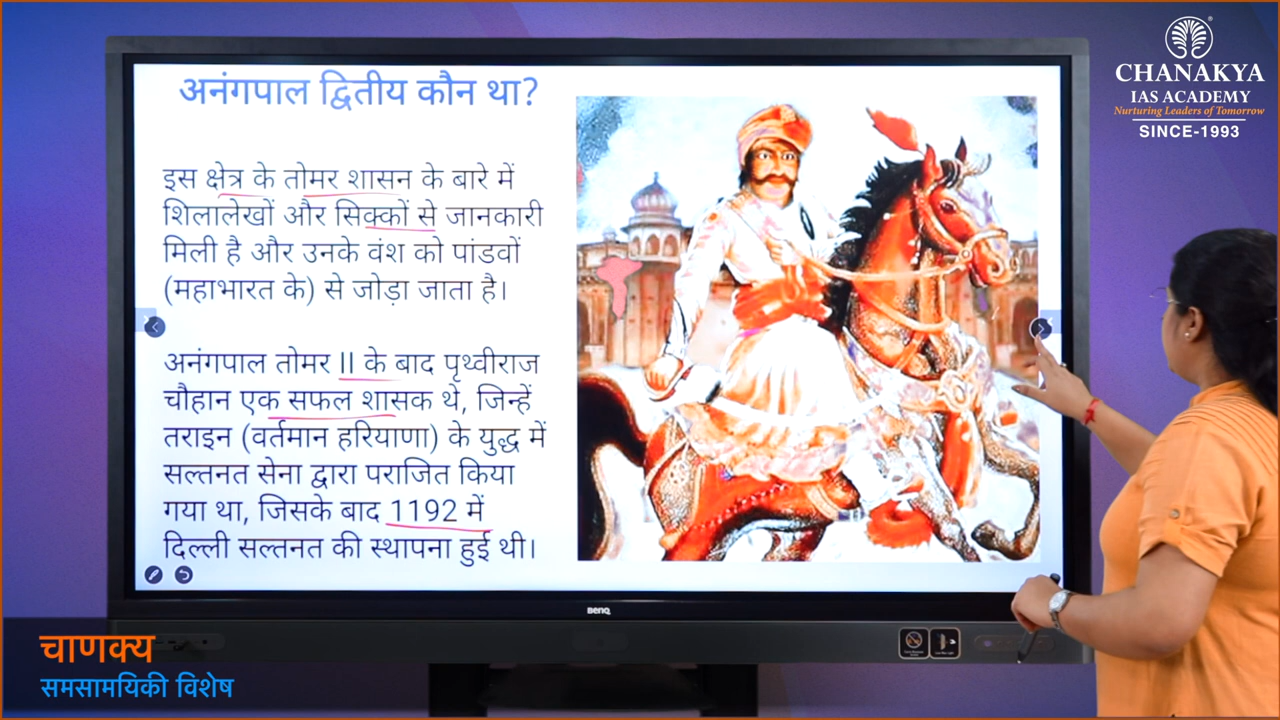 अनंगपाल द्वितीय कौन था?
इस क्षेत्र के तोमर शासन के बारे में
शिलालेखों और सिक्कों से जानकारी
मिली है और उनके वंश को पांडवों
(महाभारत के) से जोड़ा जाता है।
अनंगपाल तोमर II के बाद पृथ्वीराज
चौहान एक सफल शासक थे, जिन्हें
तराइन (वर्तमान हरियाणा) के युद्ध में
सल्तनत सेना द्वारा पराजित किया
गया था, जिसके बाद 1192 में
दिल्ली सल्तनत की स्थापना हुई थी।
CHANAKYA
IAS ACADEMY
Nurturing Leaders of Tomorrow
SINCE-1993
BenQ
चाणक्य
समसामयिकी विशेष